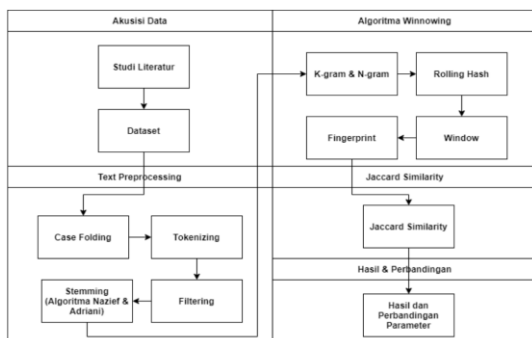 Akusisi Data
Studi Literatur
Dataset
Text Preprocessing
Case Folding
Tokenizing
Filtering
Stemming
(Algoritma Nazief &
Adriani)
Algoritma Winnowing
K-gram & N-gram
Rolling Hash
Window
Fingerprint
Jaccard Similarity
Jaccard Similarity
Hasil & Perbandingan
Hasil dan
Perbandingan
Parameter